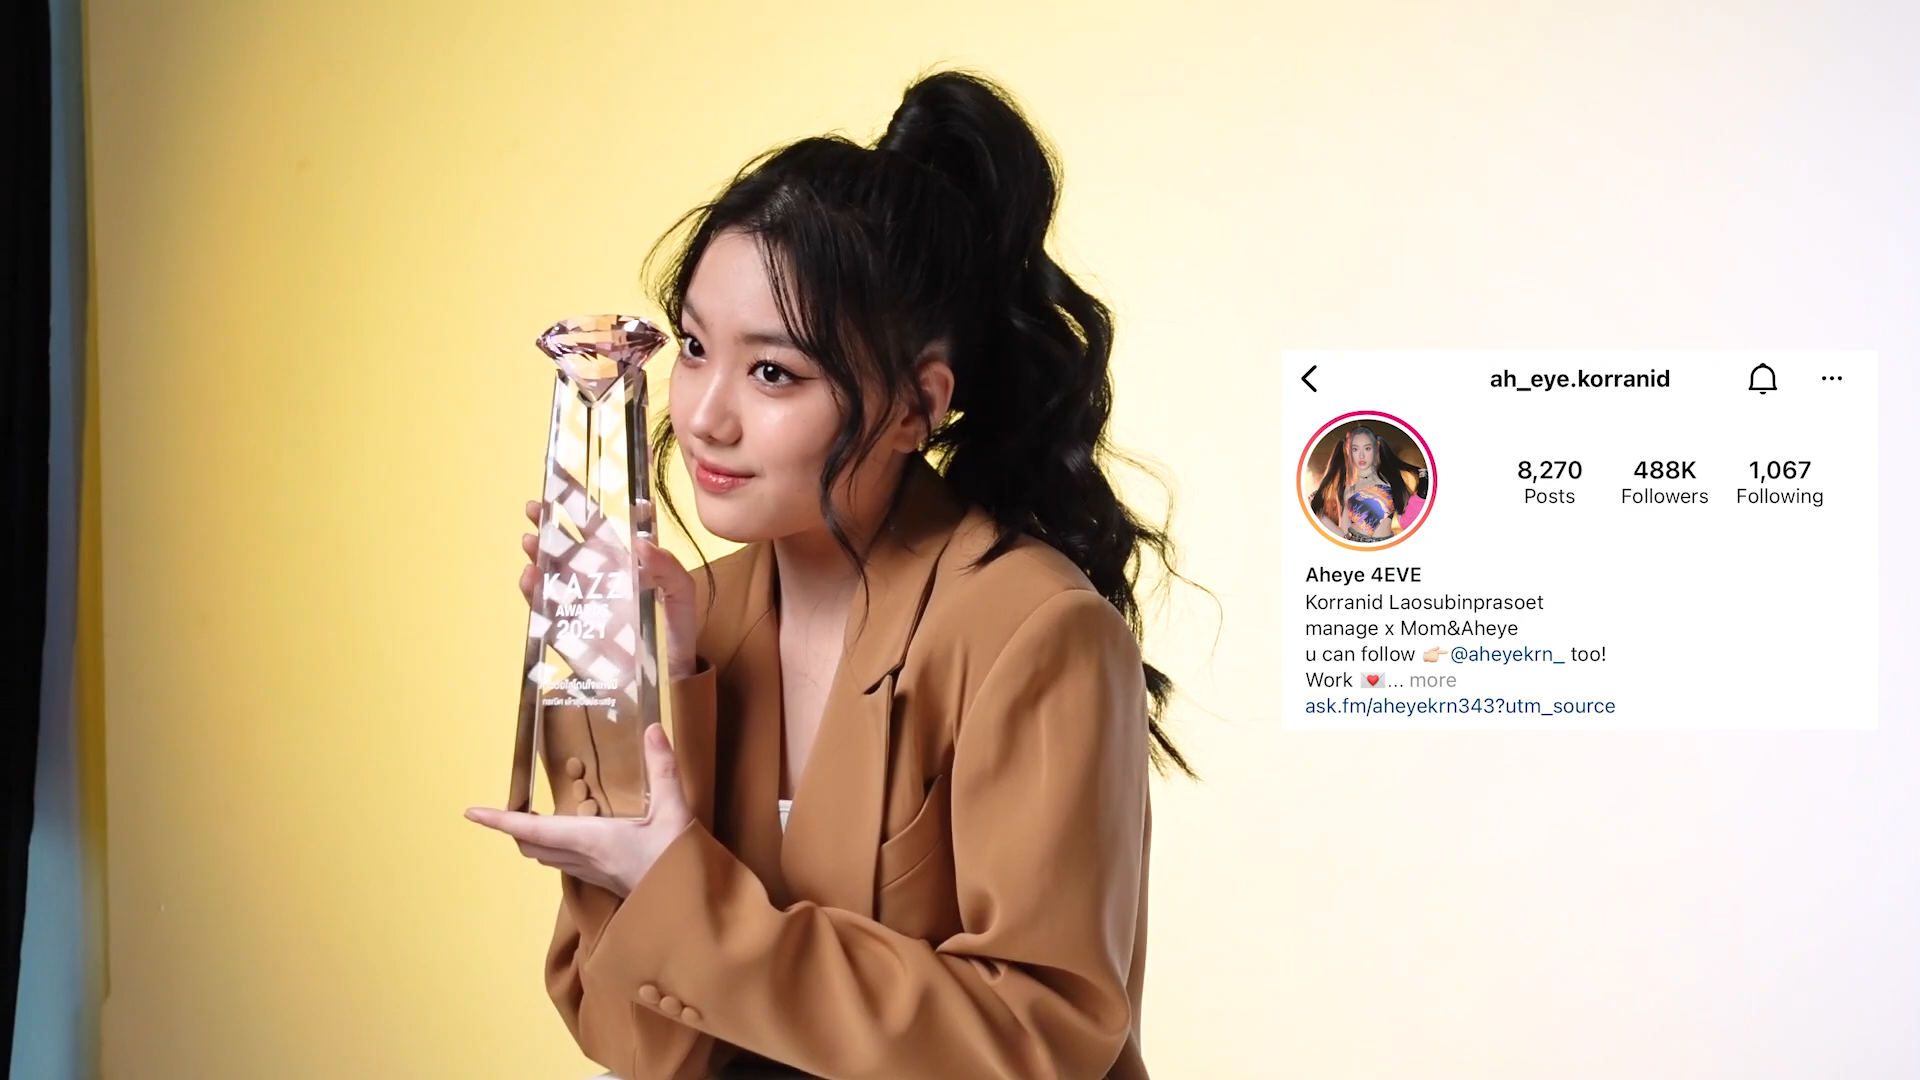 KAZZ
AWARDS
2021
ah_eye.korranid
8,270
488K
1,067
Posts
Followers
Following
Aheye 4EVE
Korranid Laosubinprasoet
manage x Mom&Aheye
u can follow 👉🏻@aheyekrn_ too!
Work 💌... more
ask.fm/aheyekrn343?utm_source